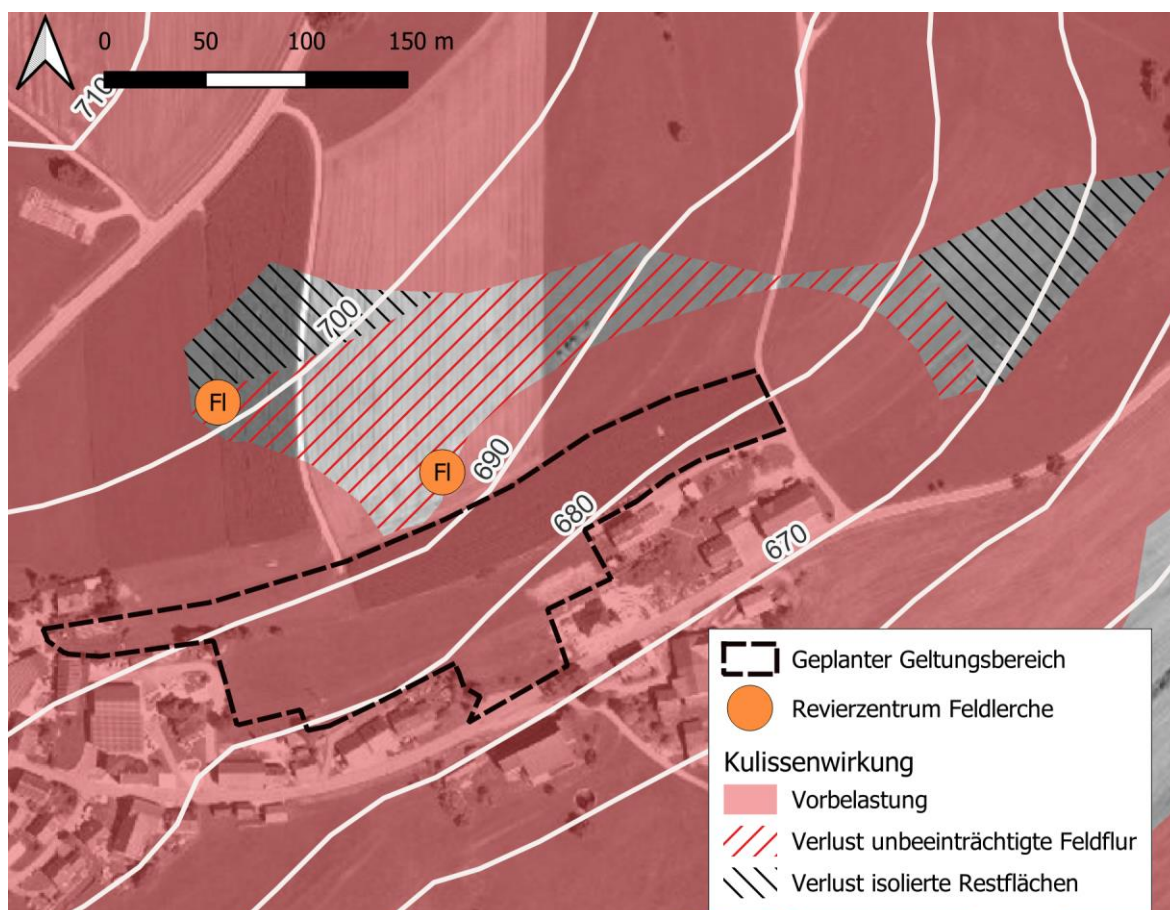 0 50 100 150 m
710
700
Fl
Fl
690
680
670
Geplanter Geltungsbereich
Revierzentrum Feldlerche
Kulissenwirkung
Vorbelastung
Verlust unbeeinträchtigte Feldflur
Verlust isolierte Restflächen